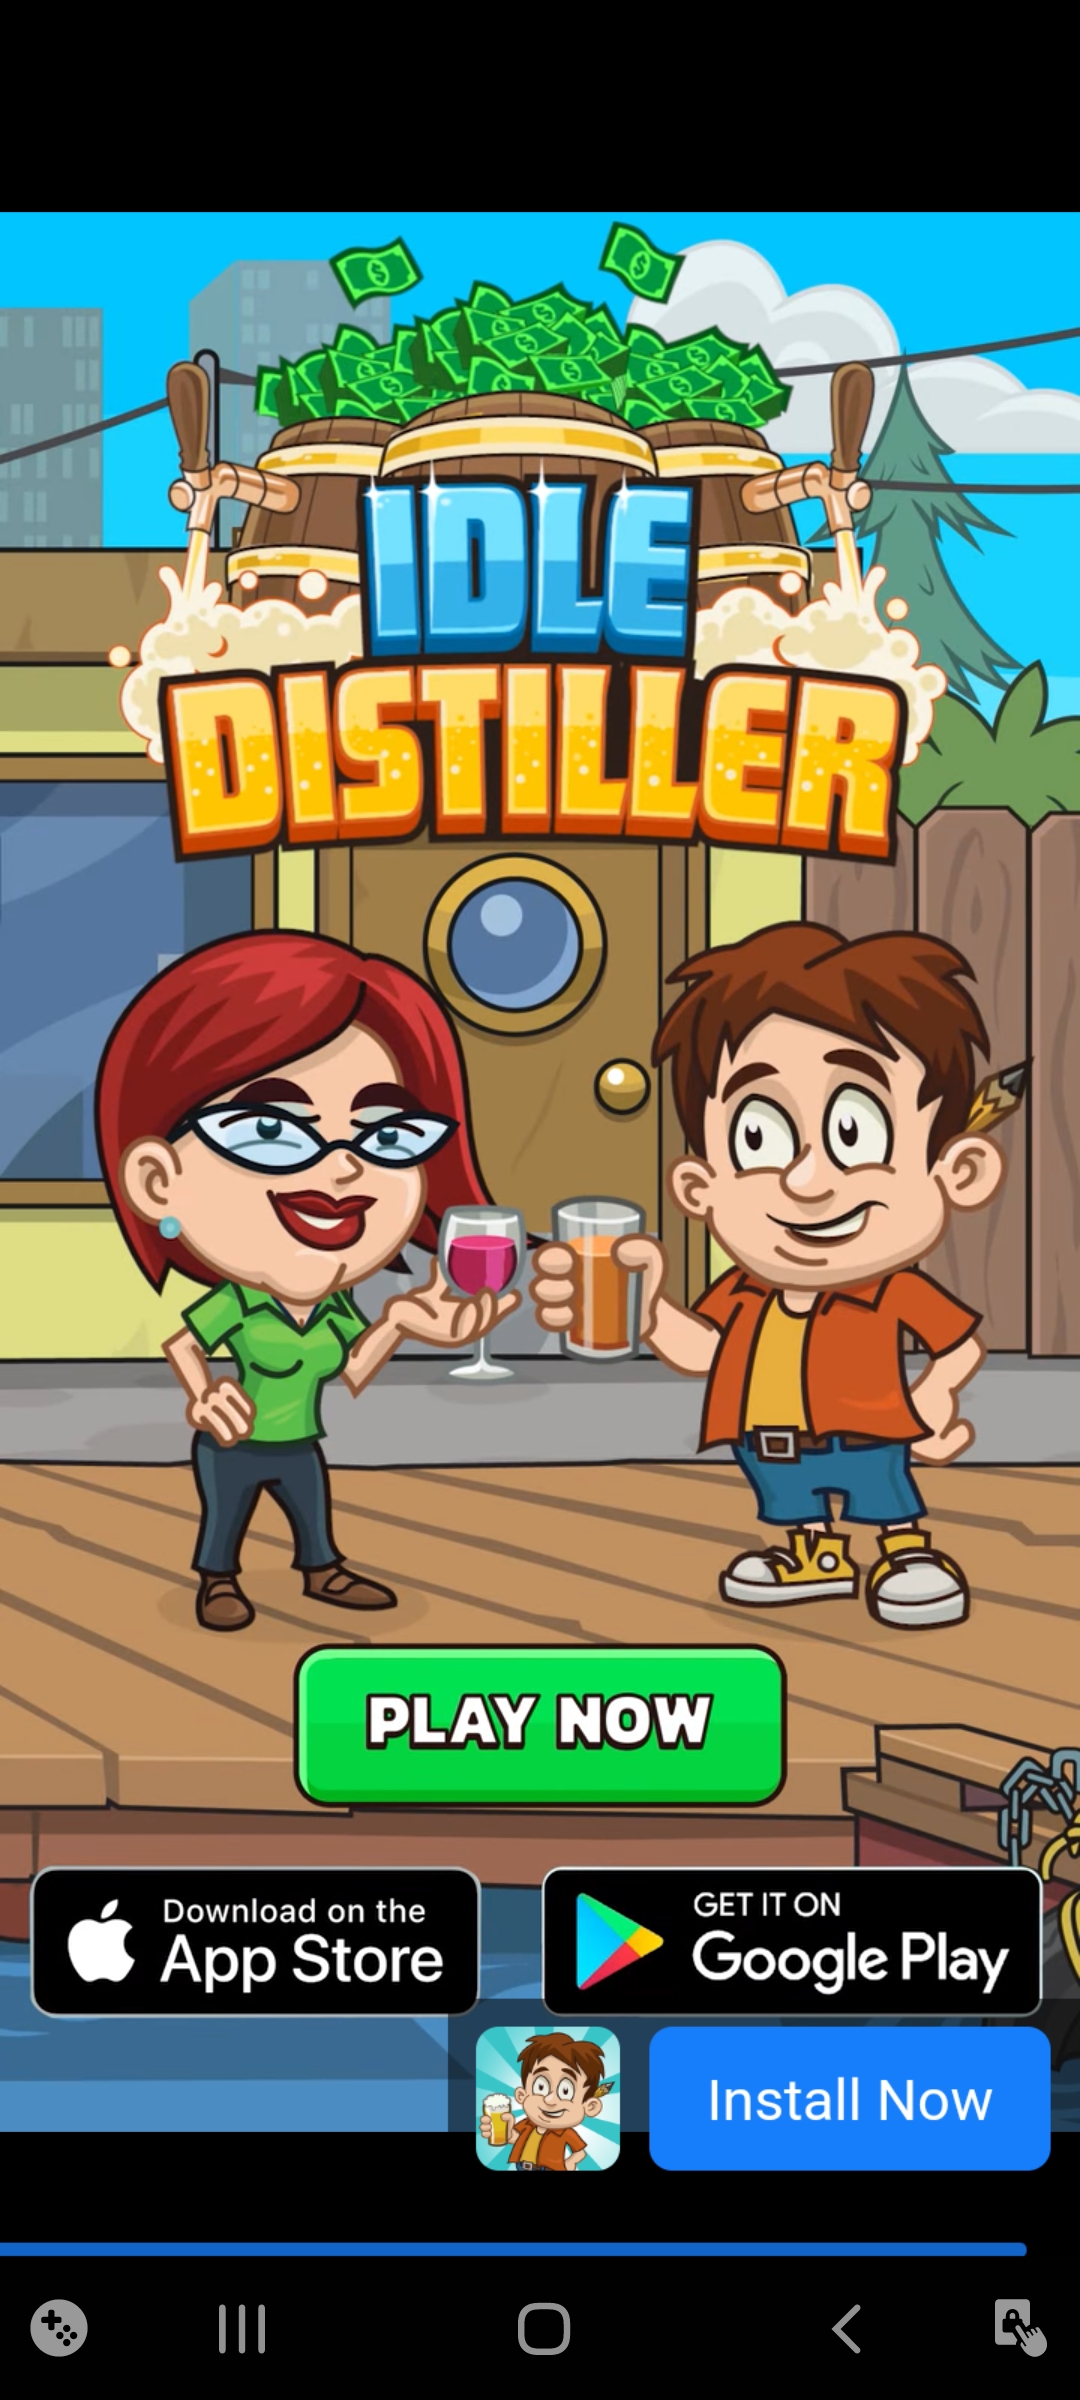 IDLE
DISTILLER
PLAY NOW
Download on the
App Store
GET IT ON
Google Play
Install Now